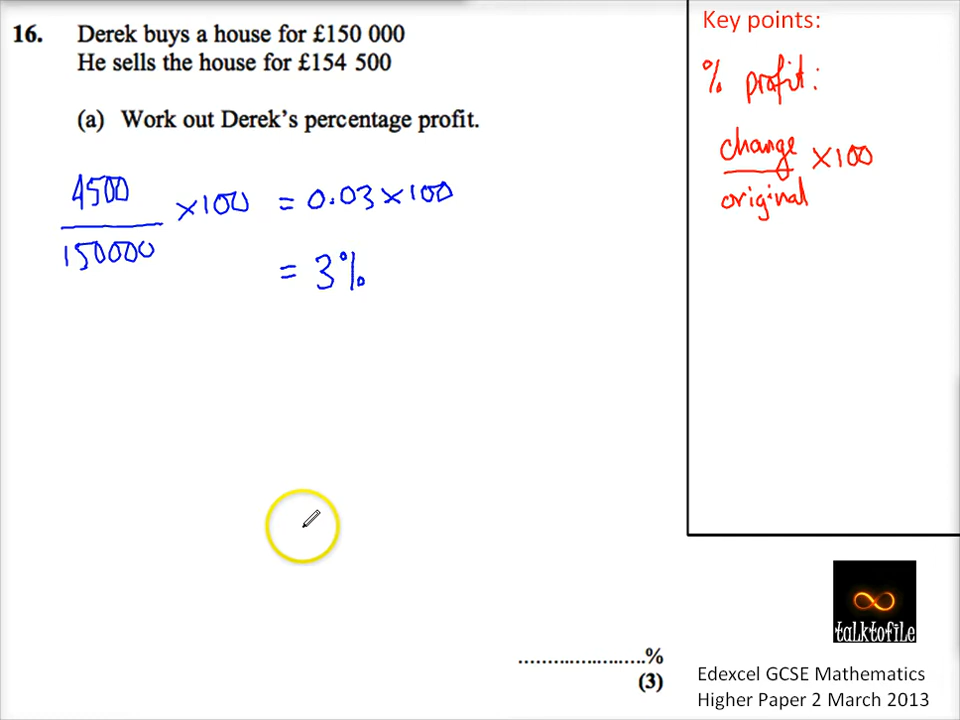 16. Derek buys a house for £150 000
He sells the house for £154 500
(a) Work out Derek's percentage profit.
4500
150000
×100 = 0.03×100
= 3%
..........................%
(3)
Key points:
% profit:
change
original
×100
talktofile
Edexcel GCSE Mathematics
Higher Paper 2 March 2013